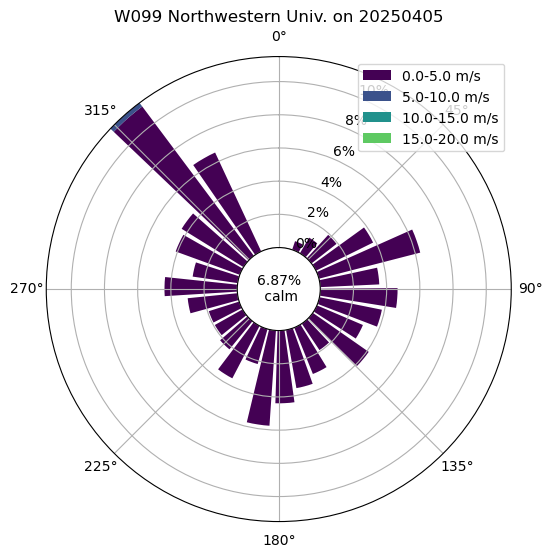 W099 Northwestern Univ. on 20250405
0°
0.0-5.0 m/s
5.0-10.0 m/s
10.0-15.0 m/s
15.0-20.0 m/s
315°
45°
10%
8%
6%
4%
2%
0%
6.87%
calm
270°
90°
225°
135°
180°